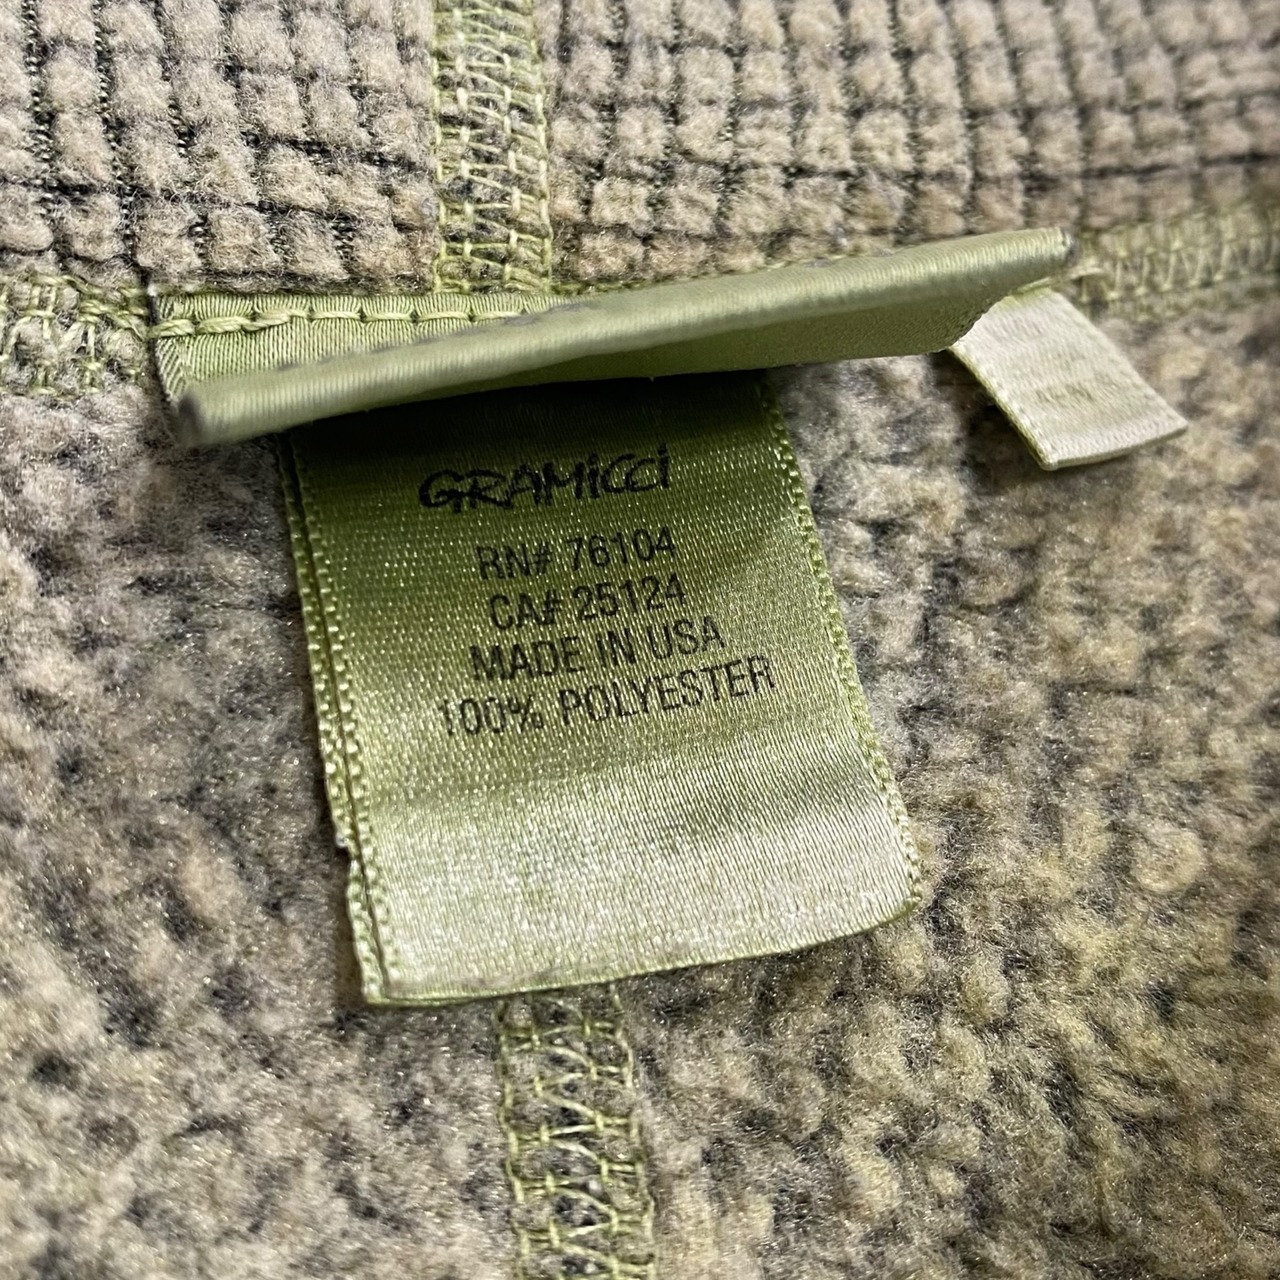 GRAMiCCi
RN# 76104
CA# 25124
MADE IN USA
100% POLYESTER